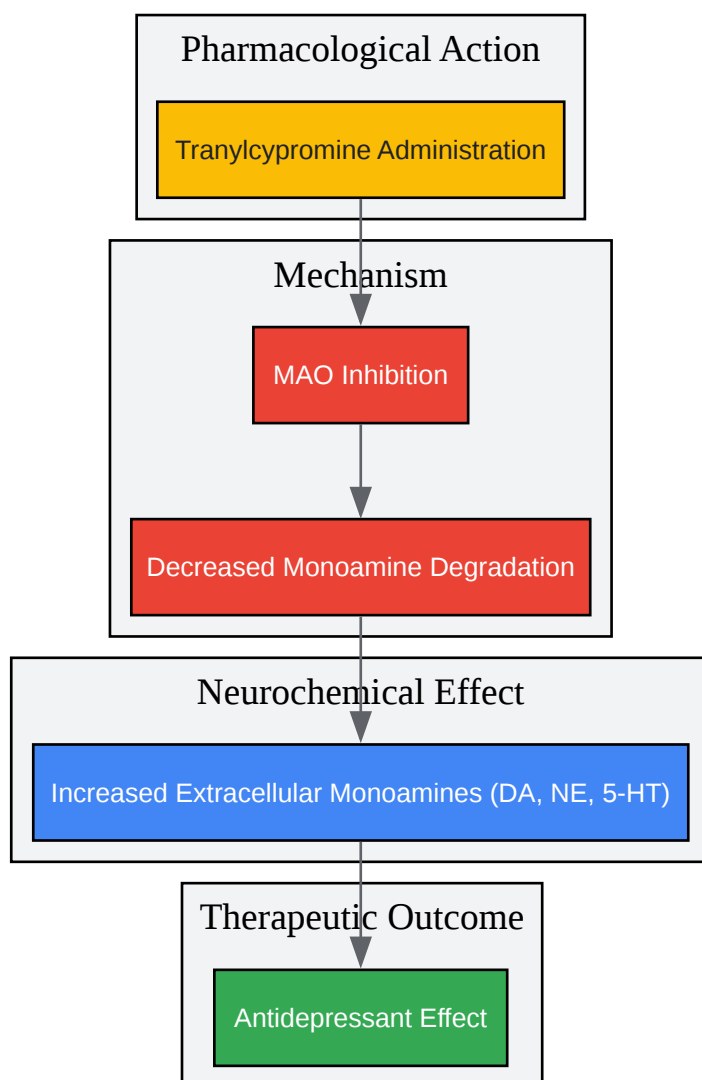 Pharmacological Action
Tranylcypromine Administration
Mechanism
MAO Inhibition
Decreased Monoamine Degradation
Neurochemical Effect
Increased Extracellular Monoamines (DA, NE, 5-HT)
Therapeutic Outcome
Antidepressant Effect